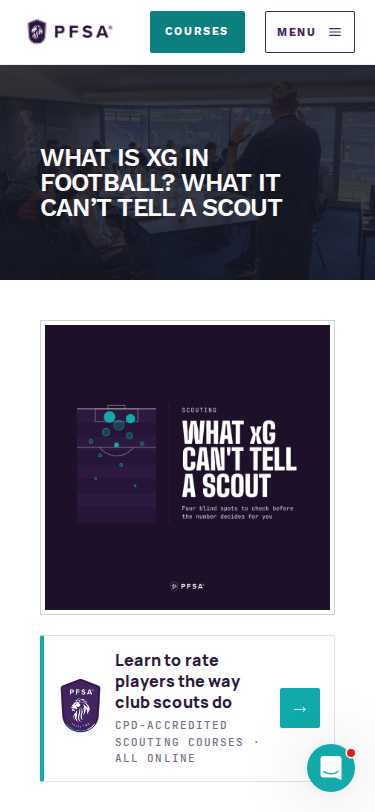 PFSA
COURSES
MENU
WHAT IS XG IN
FOOTBALL? WHAT IT
CAN’T TELL A SCOUT
SCOUTING
WHAT xG
CAN'T TELL
A SCOUT
Four blind spots to check before
the number decides for you
PFSA
PFSA
Learn to rate
players the way
club scouts do
CPD-ACCREDITED
SCOUTING COURSES ·
ALL ONLINE
→